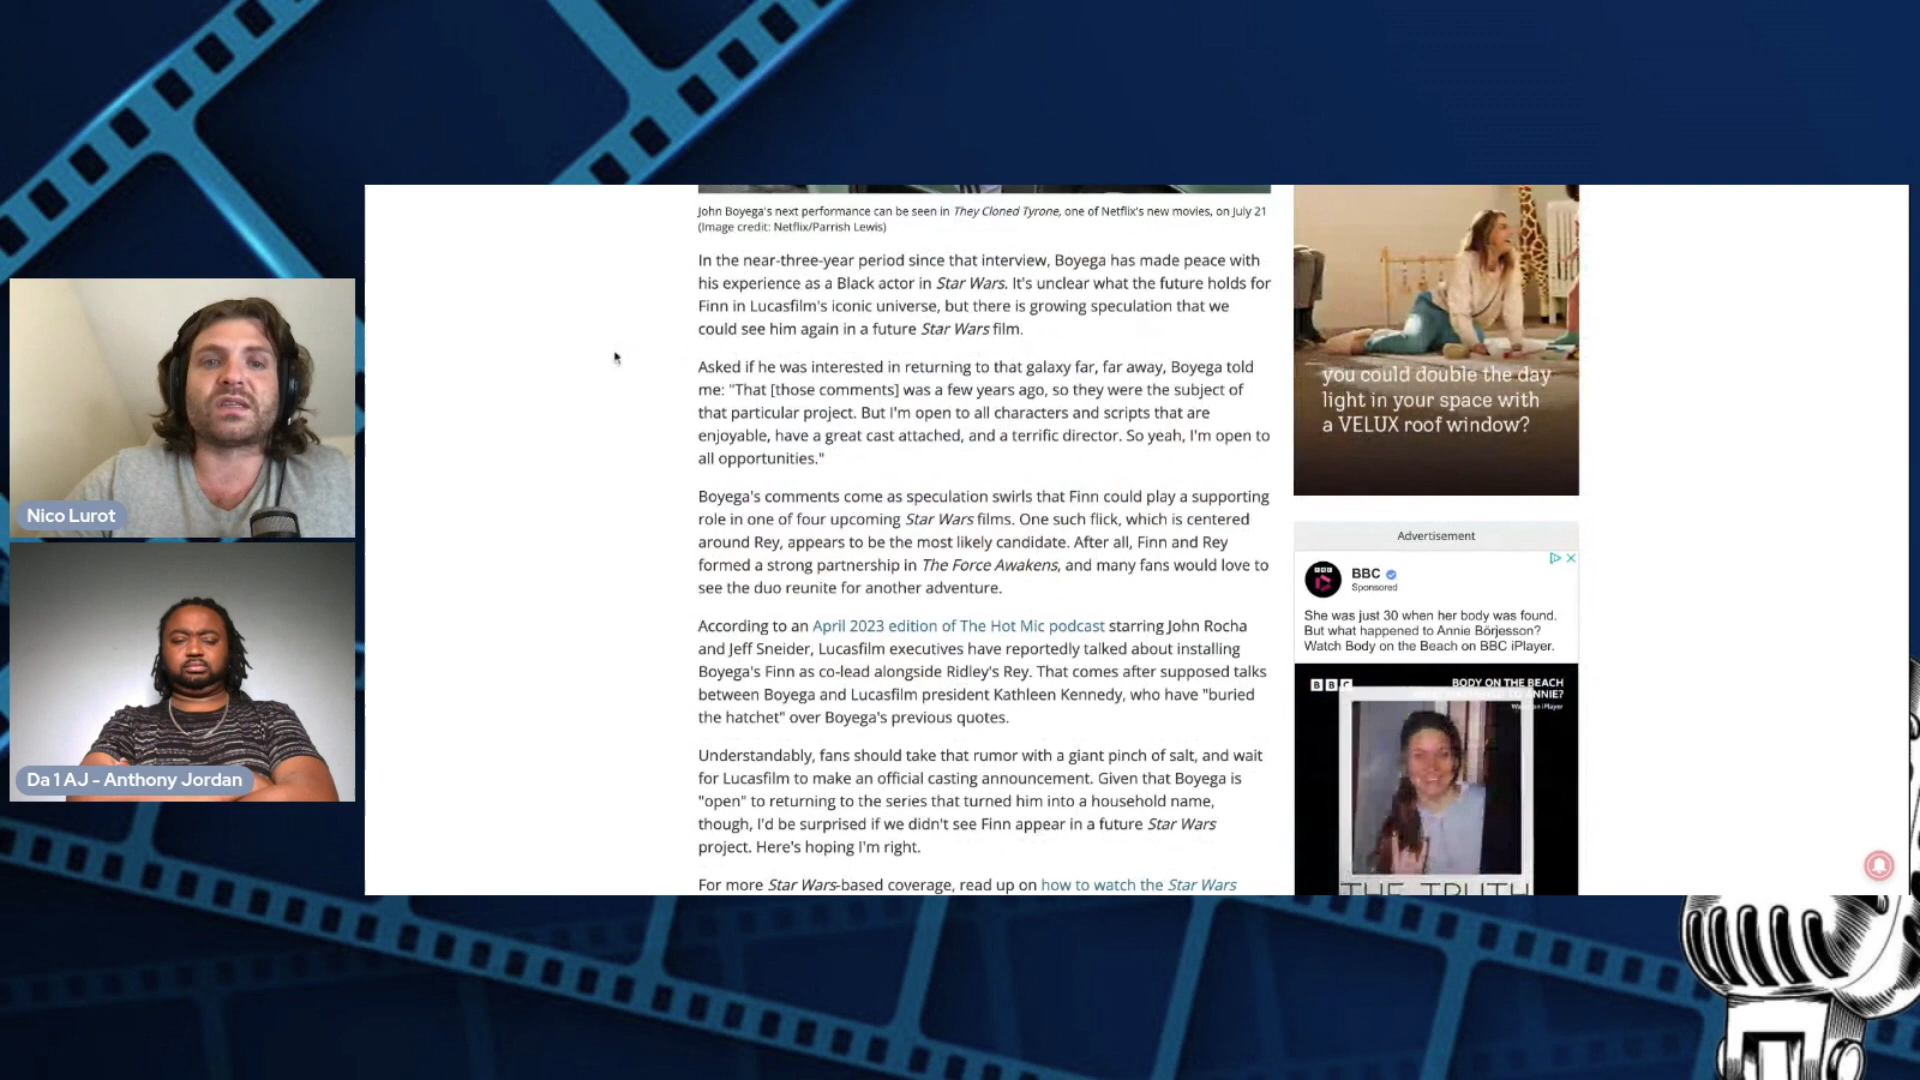 John Boyega's next performance can be seen in They Cloned Tyrone, one of Netflix's new movies, on July 21
(Image credit: Netflix/Parrish Lewis)
In the near-three-year period since that interview, Boyega has made peace with
his experience as a Black actor in Star Wars. It's unclear what the future holds for
Finn in Lucasfilm's iconic universe, but there is growing speculation that we
could see him again in a future Star Wars film.
Asked if he was interested in returning to that galaxy far, far away, Boyega told
me: "That [those comments] was a few years ago, so they were the subject of
that particular project. But I'm open to all characters and scripts that are
enjoyable, have a great cast attached, and a terrific director. So yeah, I'm open to
all opportunities."
Boyega's comments come as speculation swirls that Finn could play a supporting
role in one of four upcoming Star Wars films. One such flick, which is centered
around Rey, appears to be the most likely candidate. After all, Finn and Rey
formed a strong partnership in The Force Awakens, and many fans would love to
see the duo reunite for another adventure.
According to an April 2023 edition of The Hot Mic podcast starring John Rocha
and Jeff Sneider, Lucasfilm executives have reportedly talked about installing
Boyega's Finn as co-lead alongside Ridley's Rey. That comes after supposed talks
between Boyega and Lucasfilm president Kathleen Kennedy, who have "buried
the hatchet" over Boyega's previous quotes.
Understandably, fans should take that rumor with a giant pinch of salt, and wait
for Lucasfilm to make an official casting announcement. Given that Boyega is
"open" to returning to the series that turned him into a household name,
though, I'd be surprised if we didn't see Finn appear in a future Star Wars
project. Here's hoping I'm right.
For more Star Wars-based coverage, read up on how to watch the Star Wars
you could double the day
light in your space with
a VELUX roof window?
Advertisement
BBC
Sponsored
She was just 30 when her body was found.
But what happened to Annie Börjesson?
Watch Body on the Beach on BBC iPlayer.
BBC
BODY ON THE BEACH
NNIE?
iPlayer
THE TRUTH
Nico Lurot
Da 1 AJ - Anthony Jordan